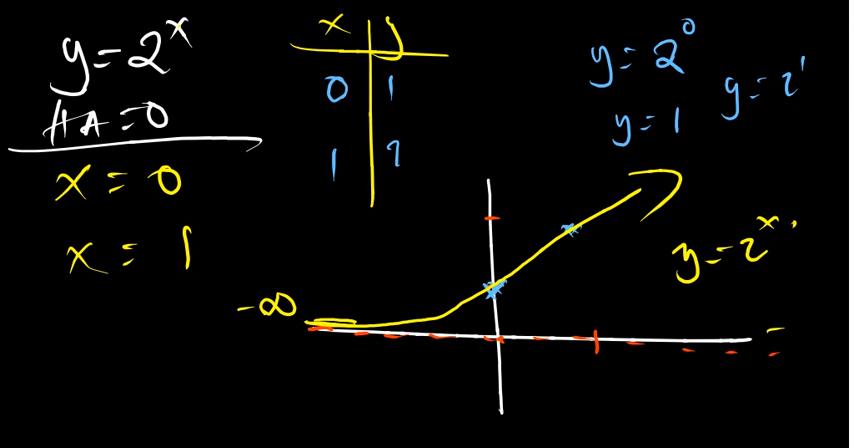 y=2^x
HA=0
x=0
x=1
x y
0 1
1 2
y=2^0
y=1
y=2^1
-∞
y=2^x